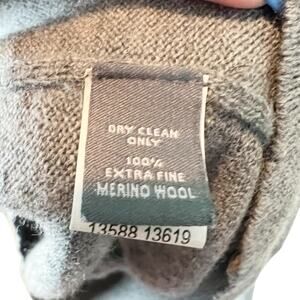 DRY CLEAN
ONLY
100%
EXTRA FINE
MERINO WOOL
13588 13619